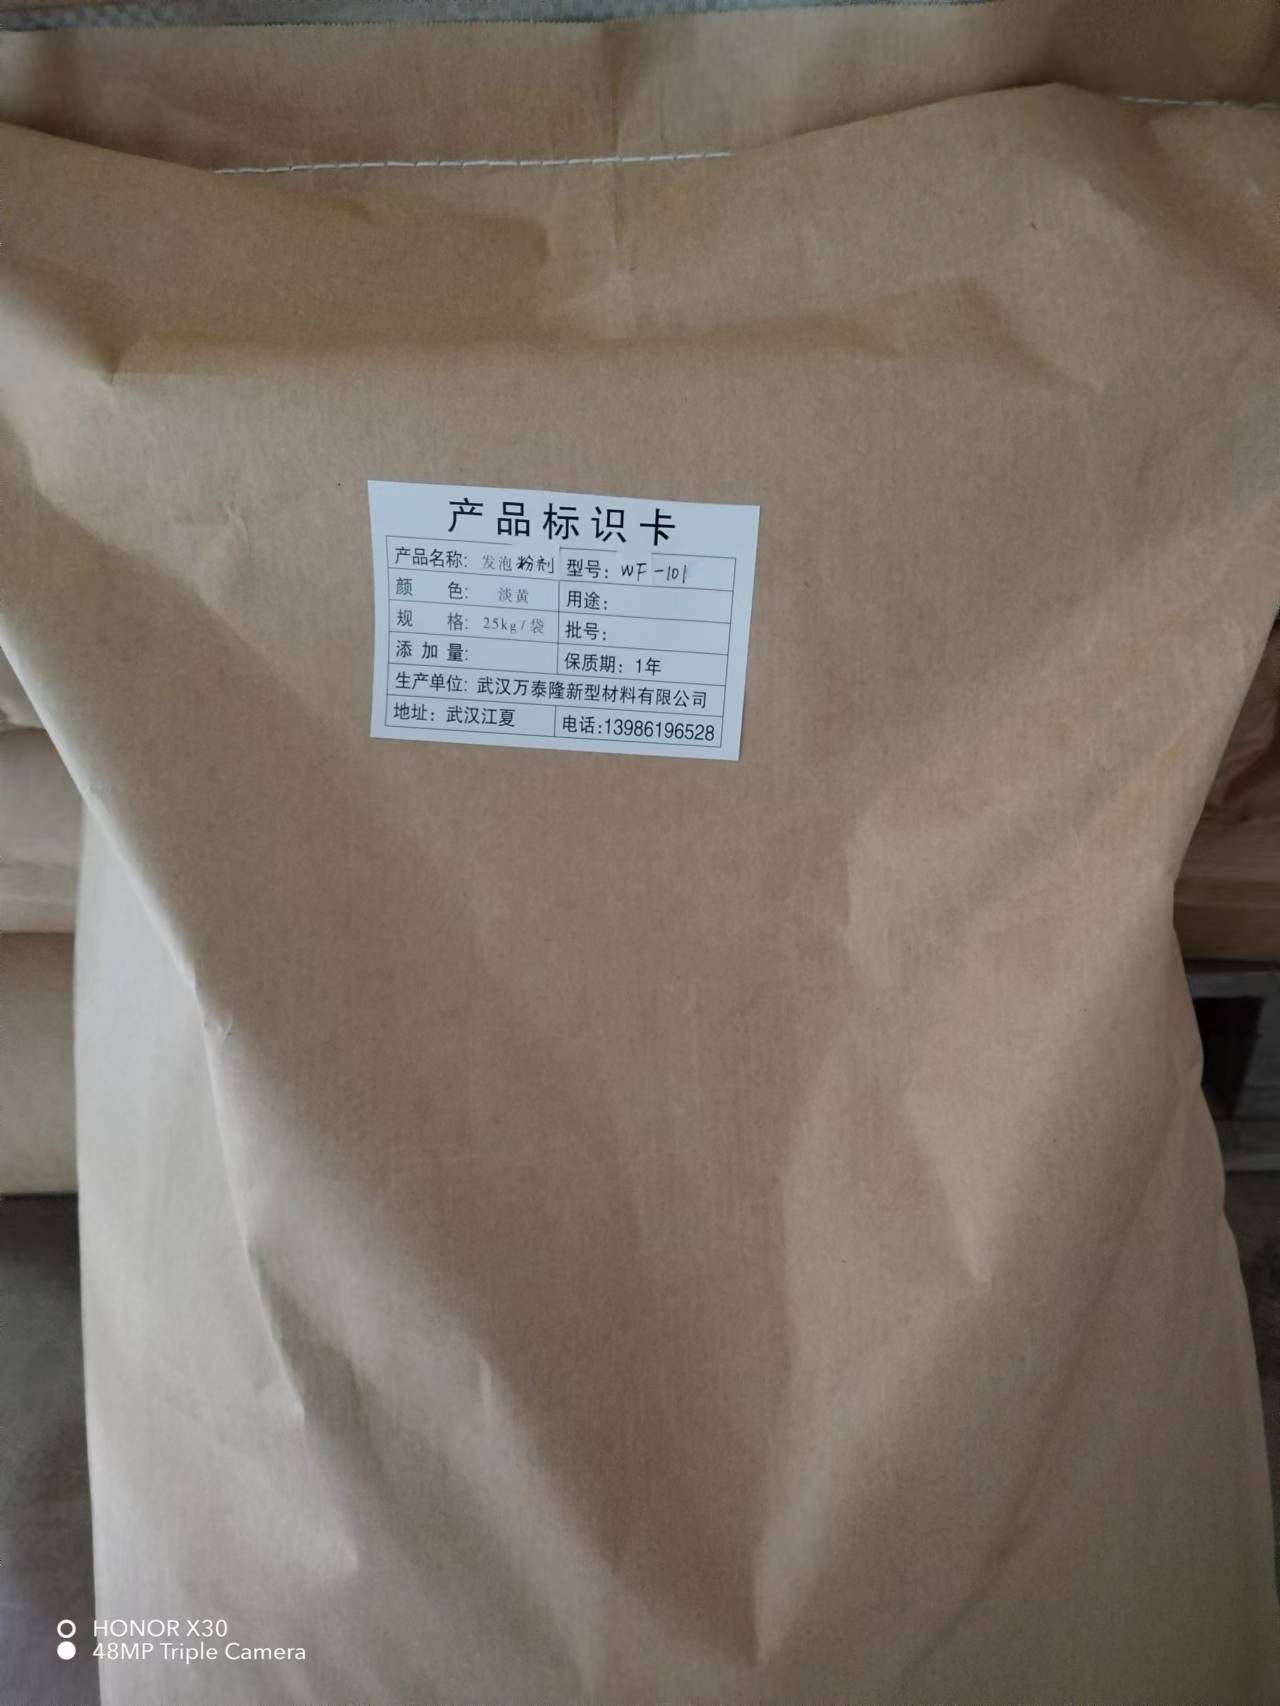 产品标识卡
产品名称: 发泡粉剂 型号: WF-101
颜 色: 淡黄 用途:
规 格: 25kg/袋 批号:
添加量: 保质期: 1年
生产单位: 武汉万泰隆新型材料有限公司
地址: 武汉江夏 电话:13986196528
HONOR X30
48MP Triple Camera